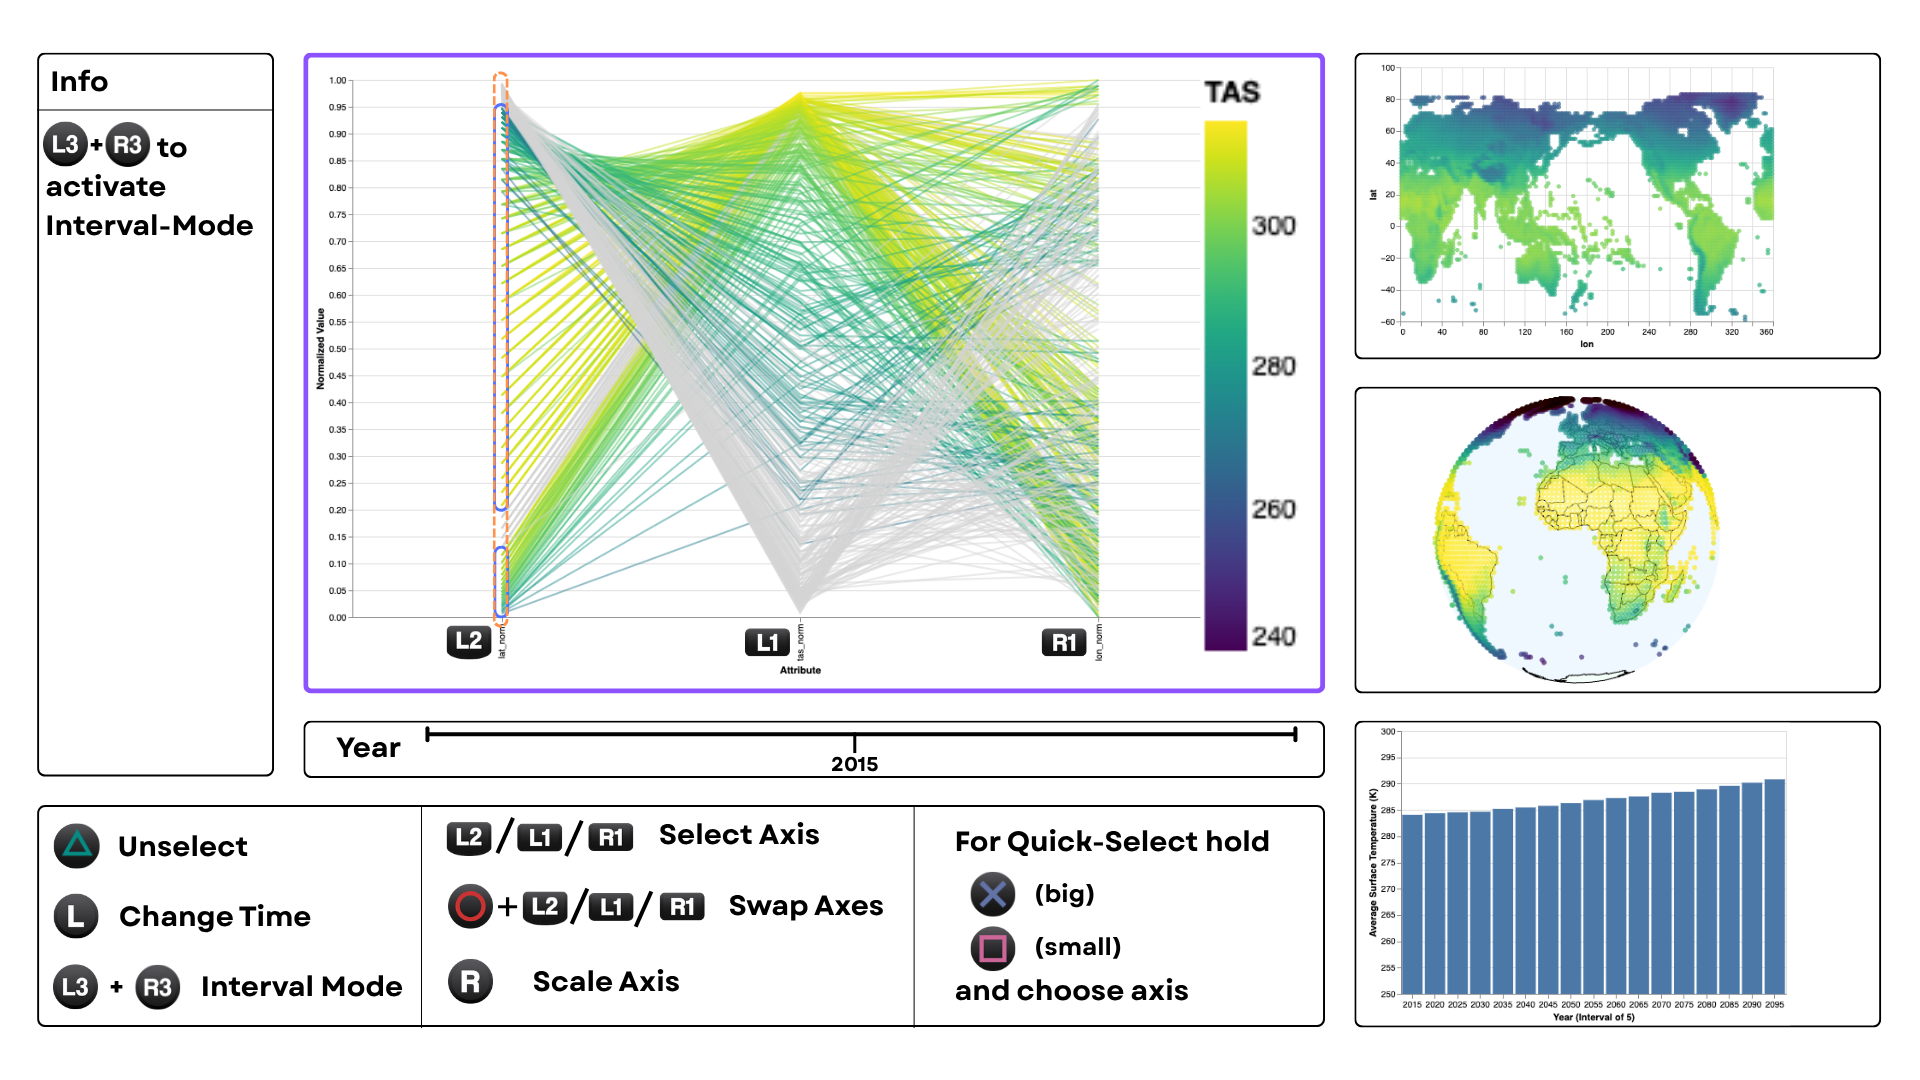 Info
L3 + R3 to
activate
Interval-Mode
1.00
0.95
0.90
0.85
0.80
0.75
0.70
0.65
0.60
0.55
0.50
0.45
0.40
0.35
0.30
0.25
0.20
0.15
0.10
0.05
0.00
Normalized Value
L2
lat_norm
L1
tas_norm
R1
lon_norm
Attribute
TAS
300
280
260
240
100
80
60
40
20
0
−20
−40
−60
lat
0 40 80 120 160 200 240 280 320 360
lon
Year
2015
300
295
290
285
280
275
270
265
260
255
250
Average Surface Temperature (K)
2015 2020 2025 2030 2035 2040 2045 2050 2055 2060 2065 2070 2075 2080 2085 2090 2095
Year (Interval of 5)
Unselect
L Change Time
L3 + R3 Interval Mode
L2 / L1 / R1 Select Axis
+ L2 / L1 / R1 Swap Axes
R Scale Axis
For Quick-Select hold
(big)
(small)
and choose axis